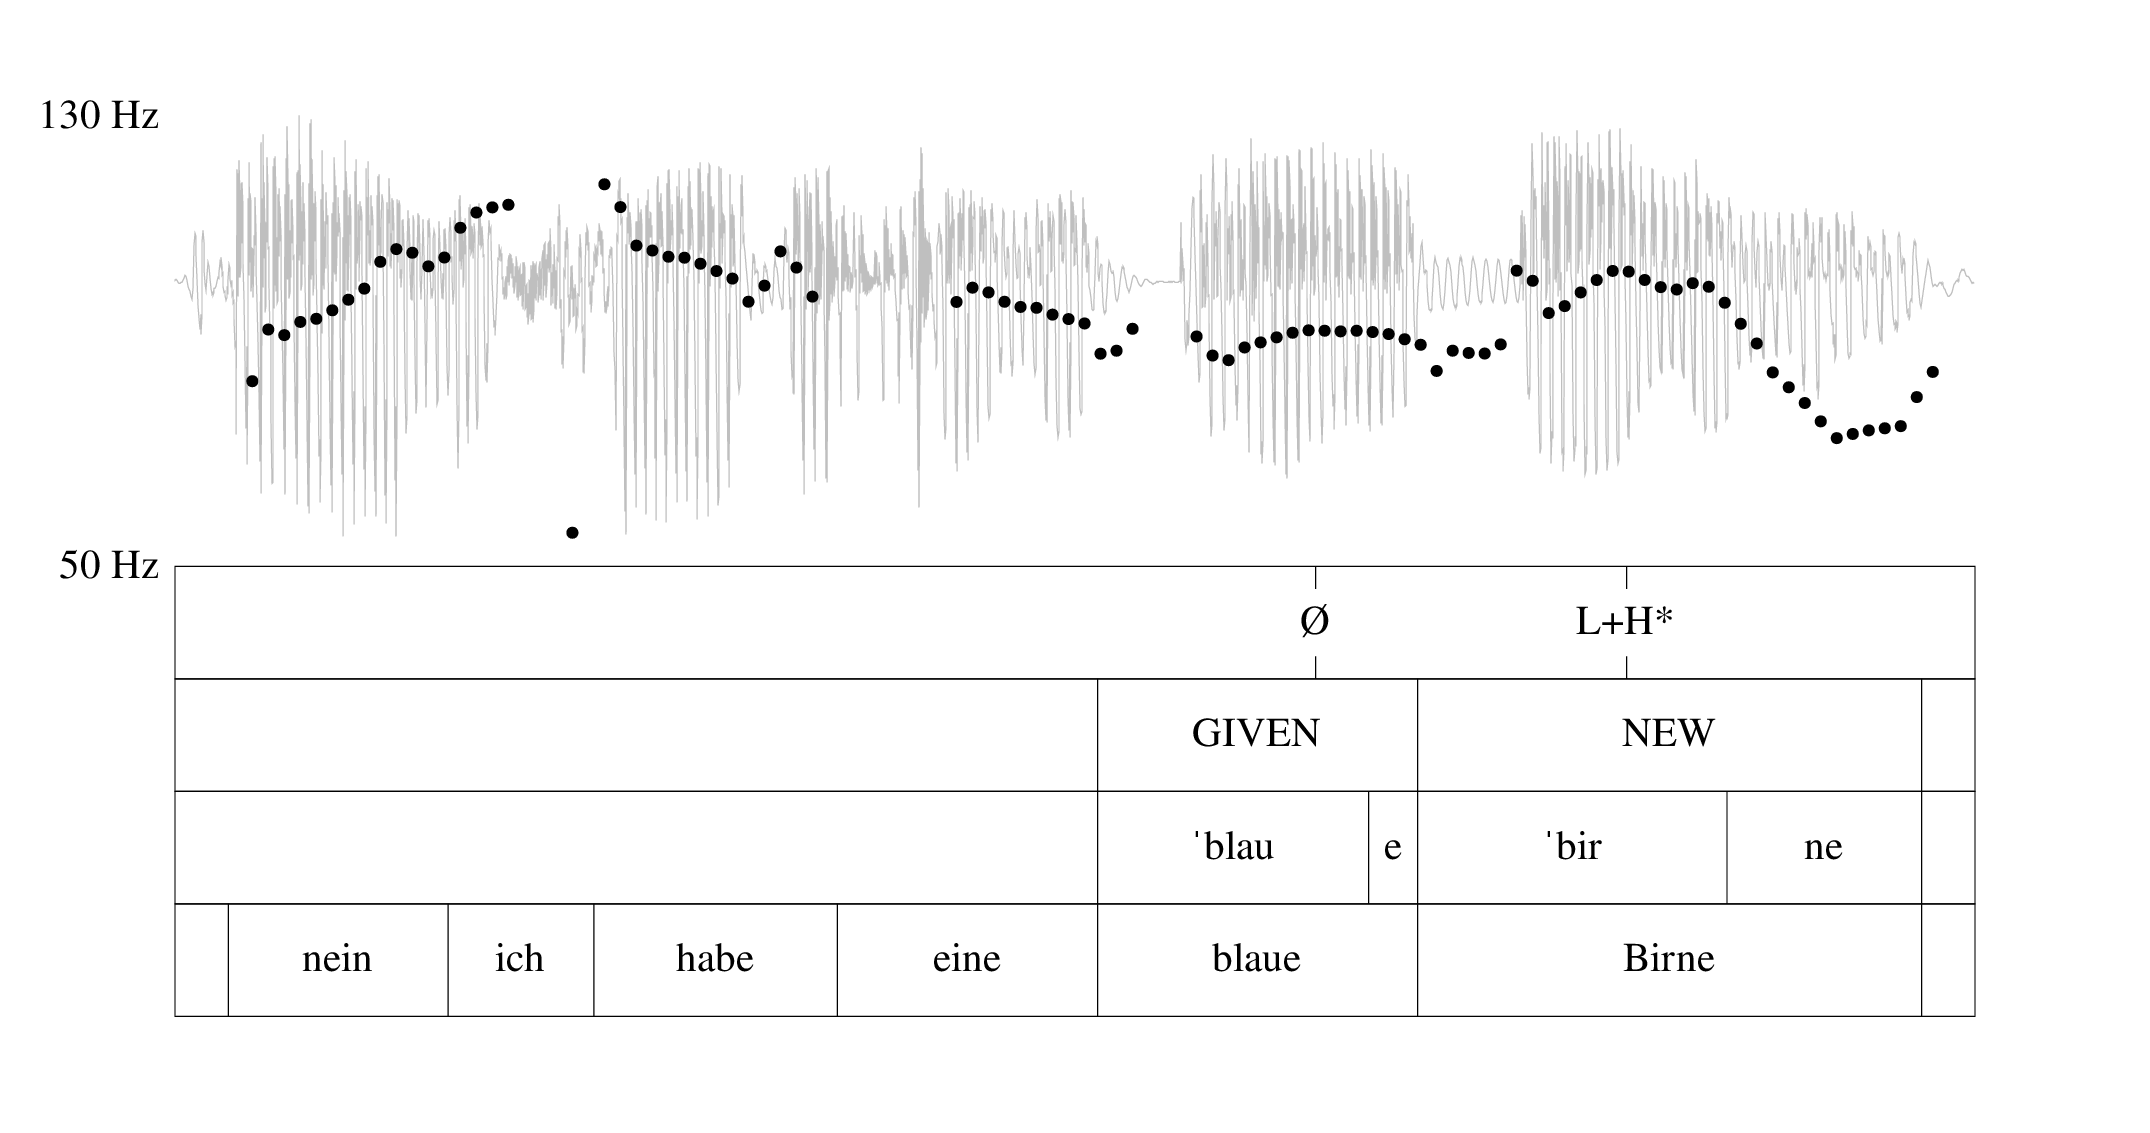 130 Hz
50 Hz
Ø L+H*
GIVEN NEW
ˈblau e ˈbir ne
nein ich habe eine blaue Birne